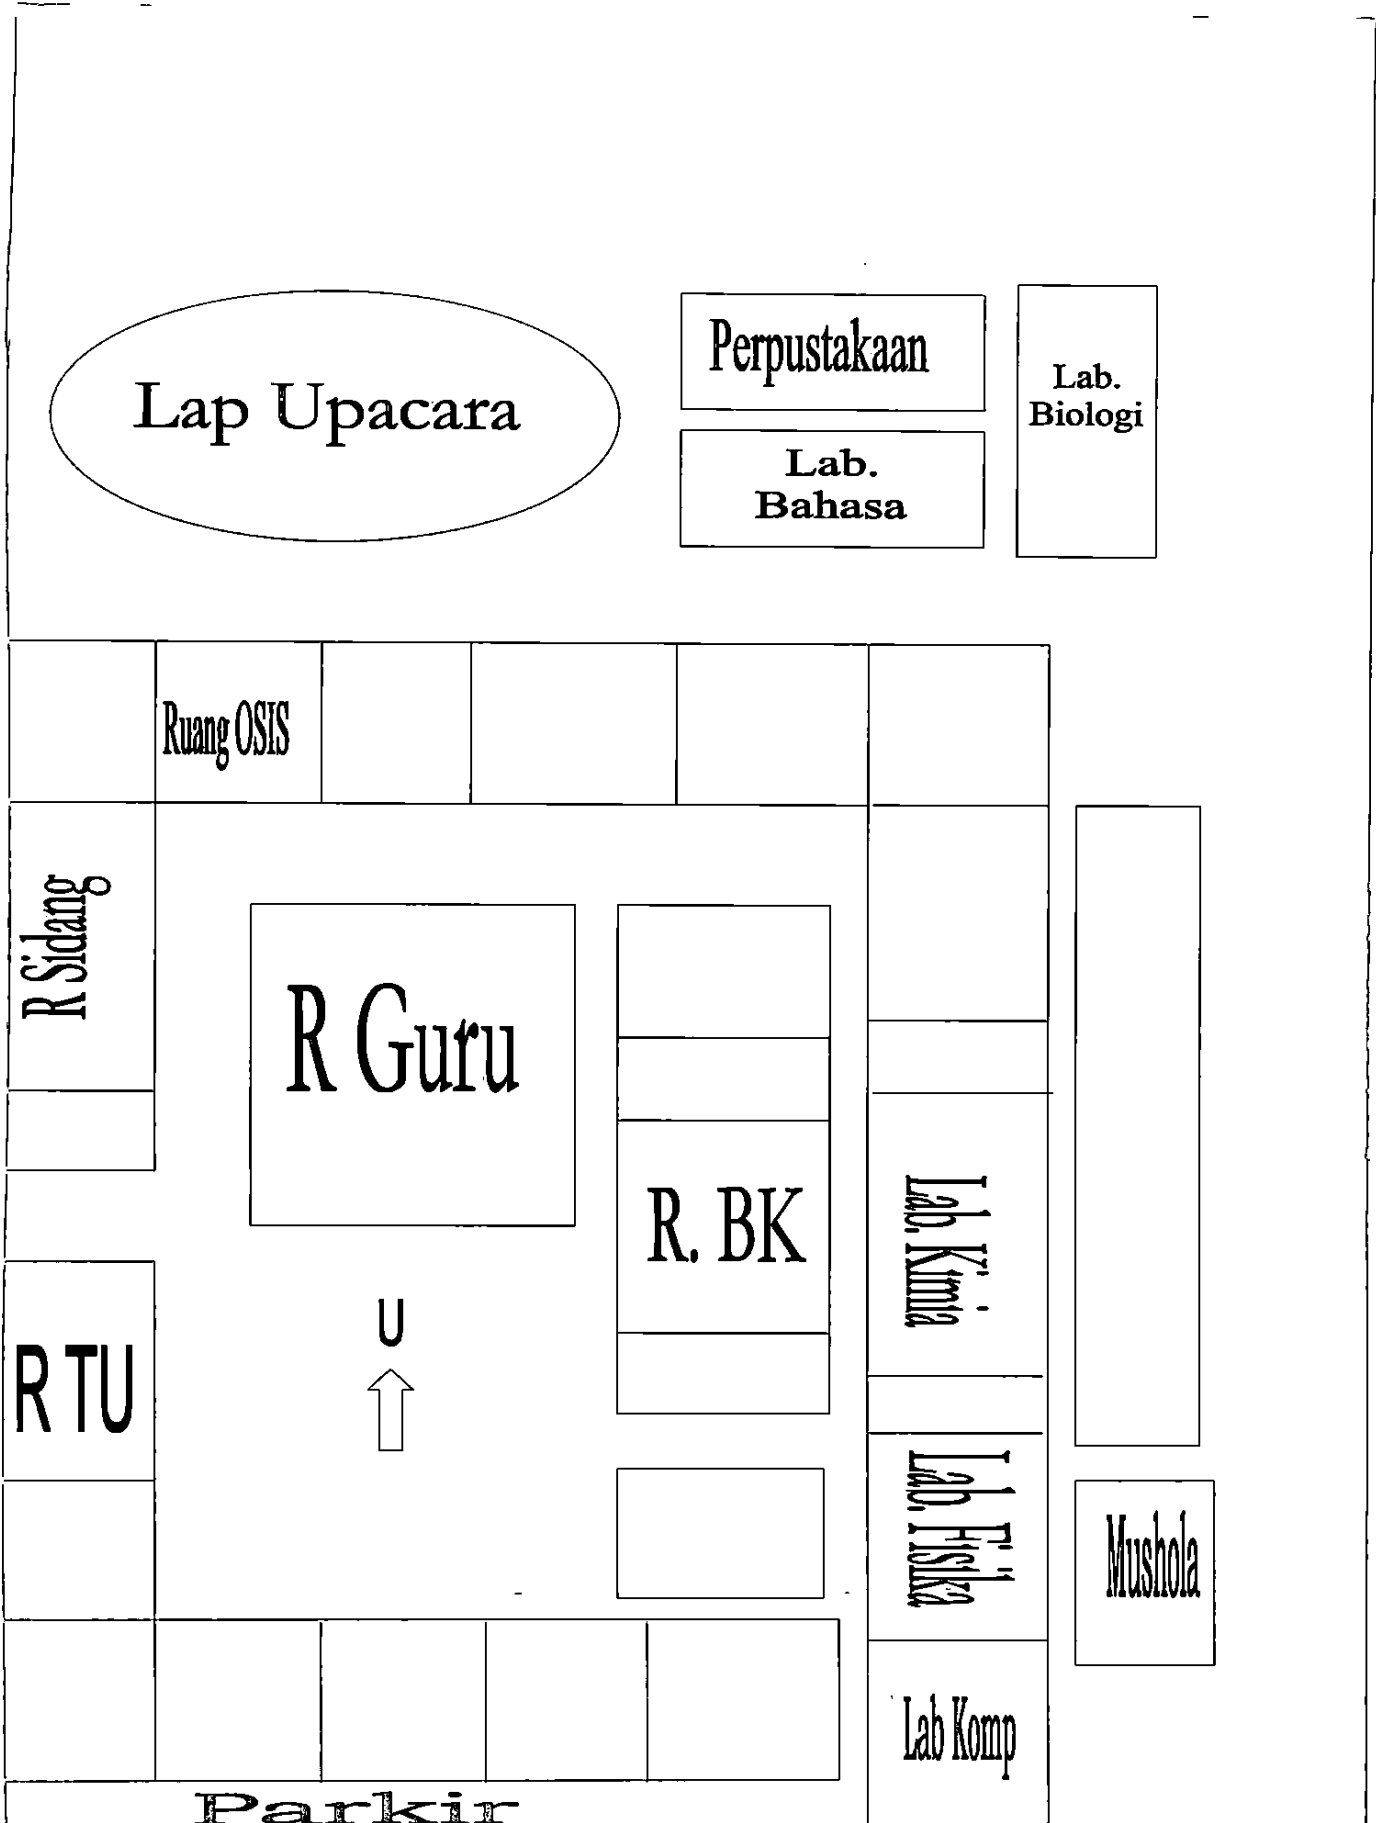 Lap Upacara
Perpustakaan
Lab.
Biologi
Lab.
Bahasa
Ruang OSIS
R Sidang
R Guru
R. BK
Lab. Kimia
U
R TU
Lab. Fisika
Mushola
Lab Komp
Parkir